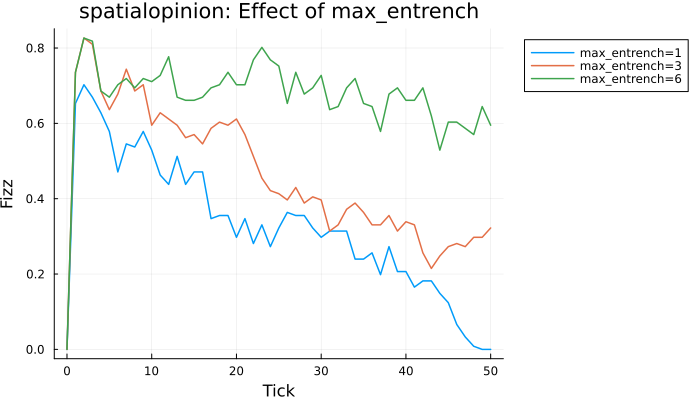 spatialopinion: Effect of max_entrench
max_entrench=1
max_entrench=3
max_entrench=6
Fizz
0.8
0.6
0.4
0.2
0.0
0 10 20 30 40 50
Tick